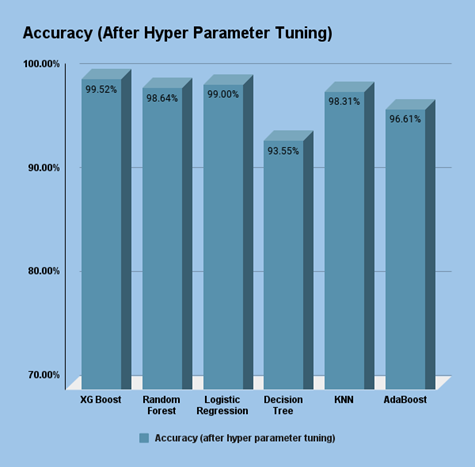 Accuracy (After Hyper Parameter Tuning)
100.00%
90.00%
80.00%
70.00%
99.52%
98.64%
99.00%
93.55%
98.31%
96.61%
XG Boost
Random
Forest
Logistic
Regression
Decision
Tree
KNN
AdaBoost
Accuracy (after hyper parameter tuning)